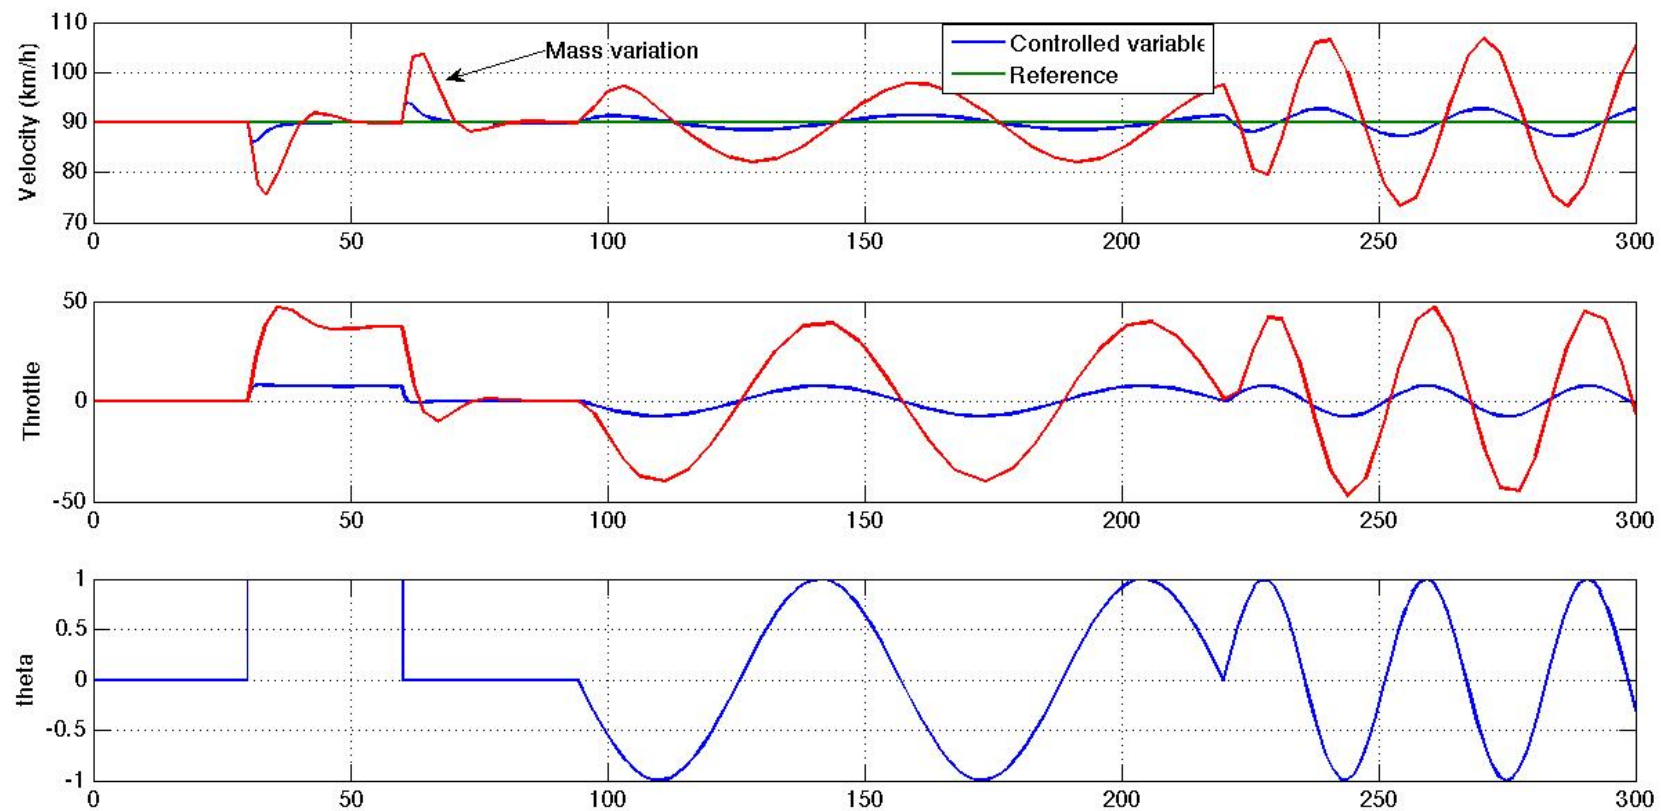 110
100
90
80
70
Velocity (km/h)
Mass variation
Controlled variable
Reference
0 50 100 150 200 250 300
50
0
-50
Throttle
0 50 100 150 200 250 300
1
0.5
0
-0.5
-1
theta
0 50 100 150 200 250 300